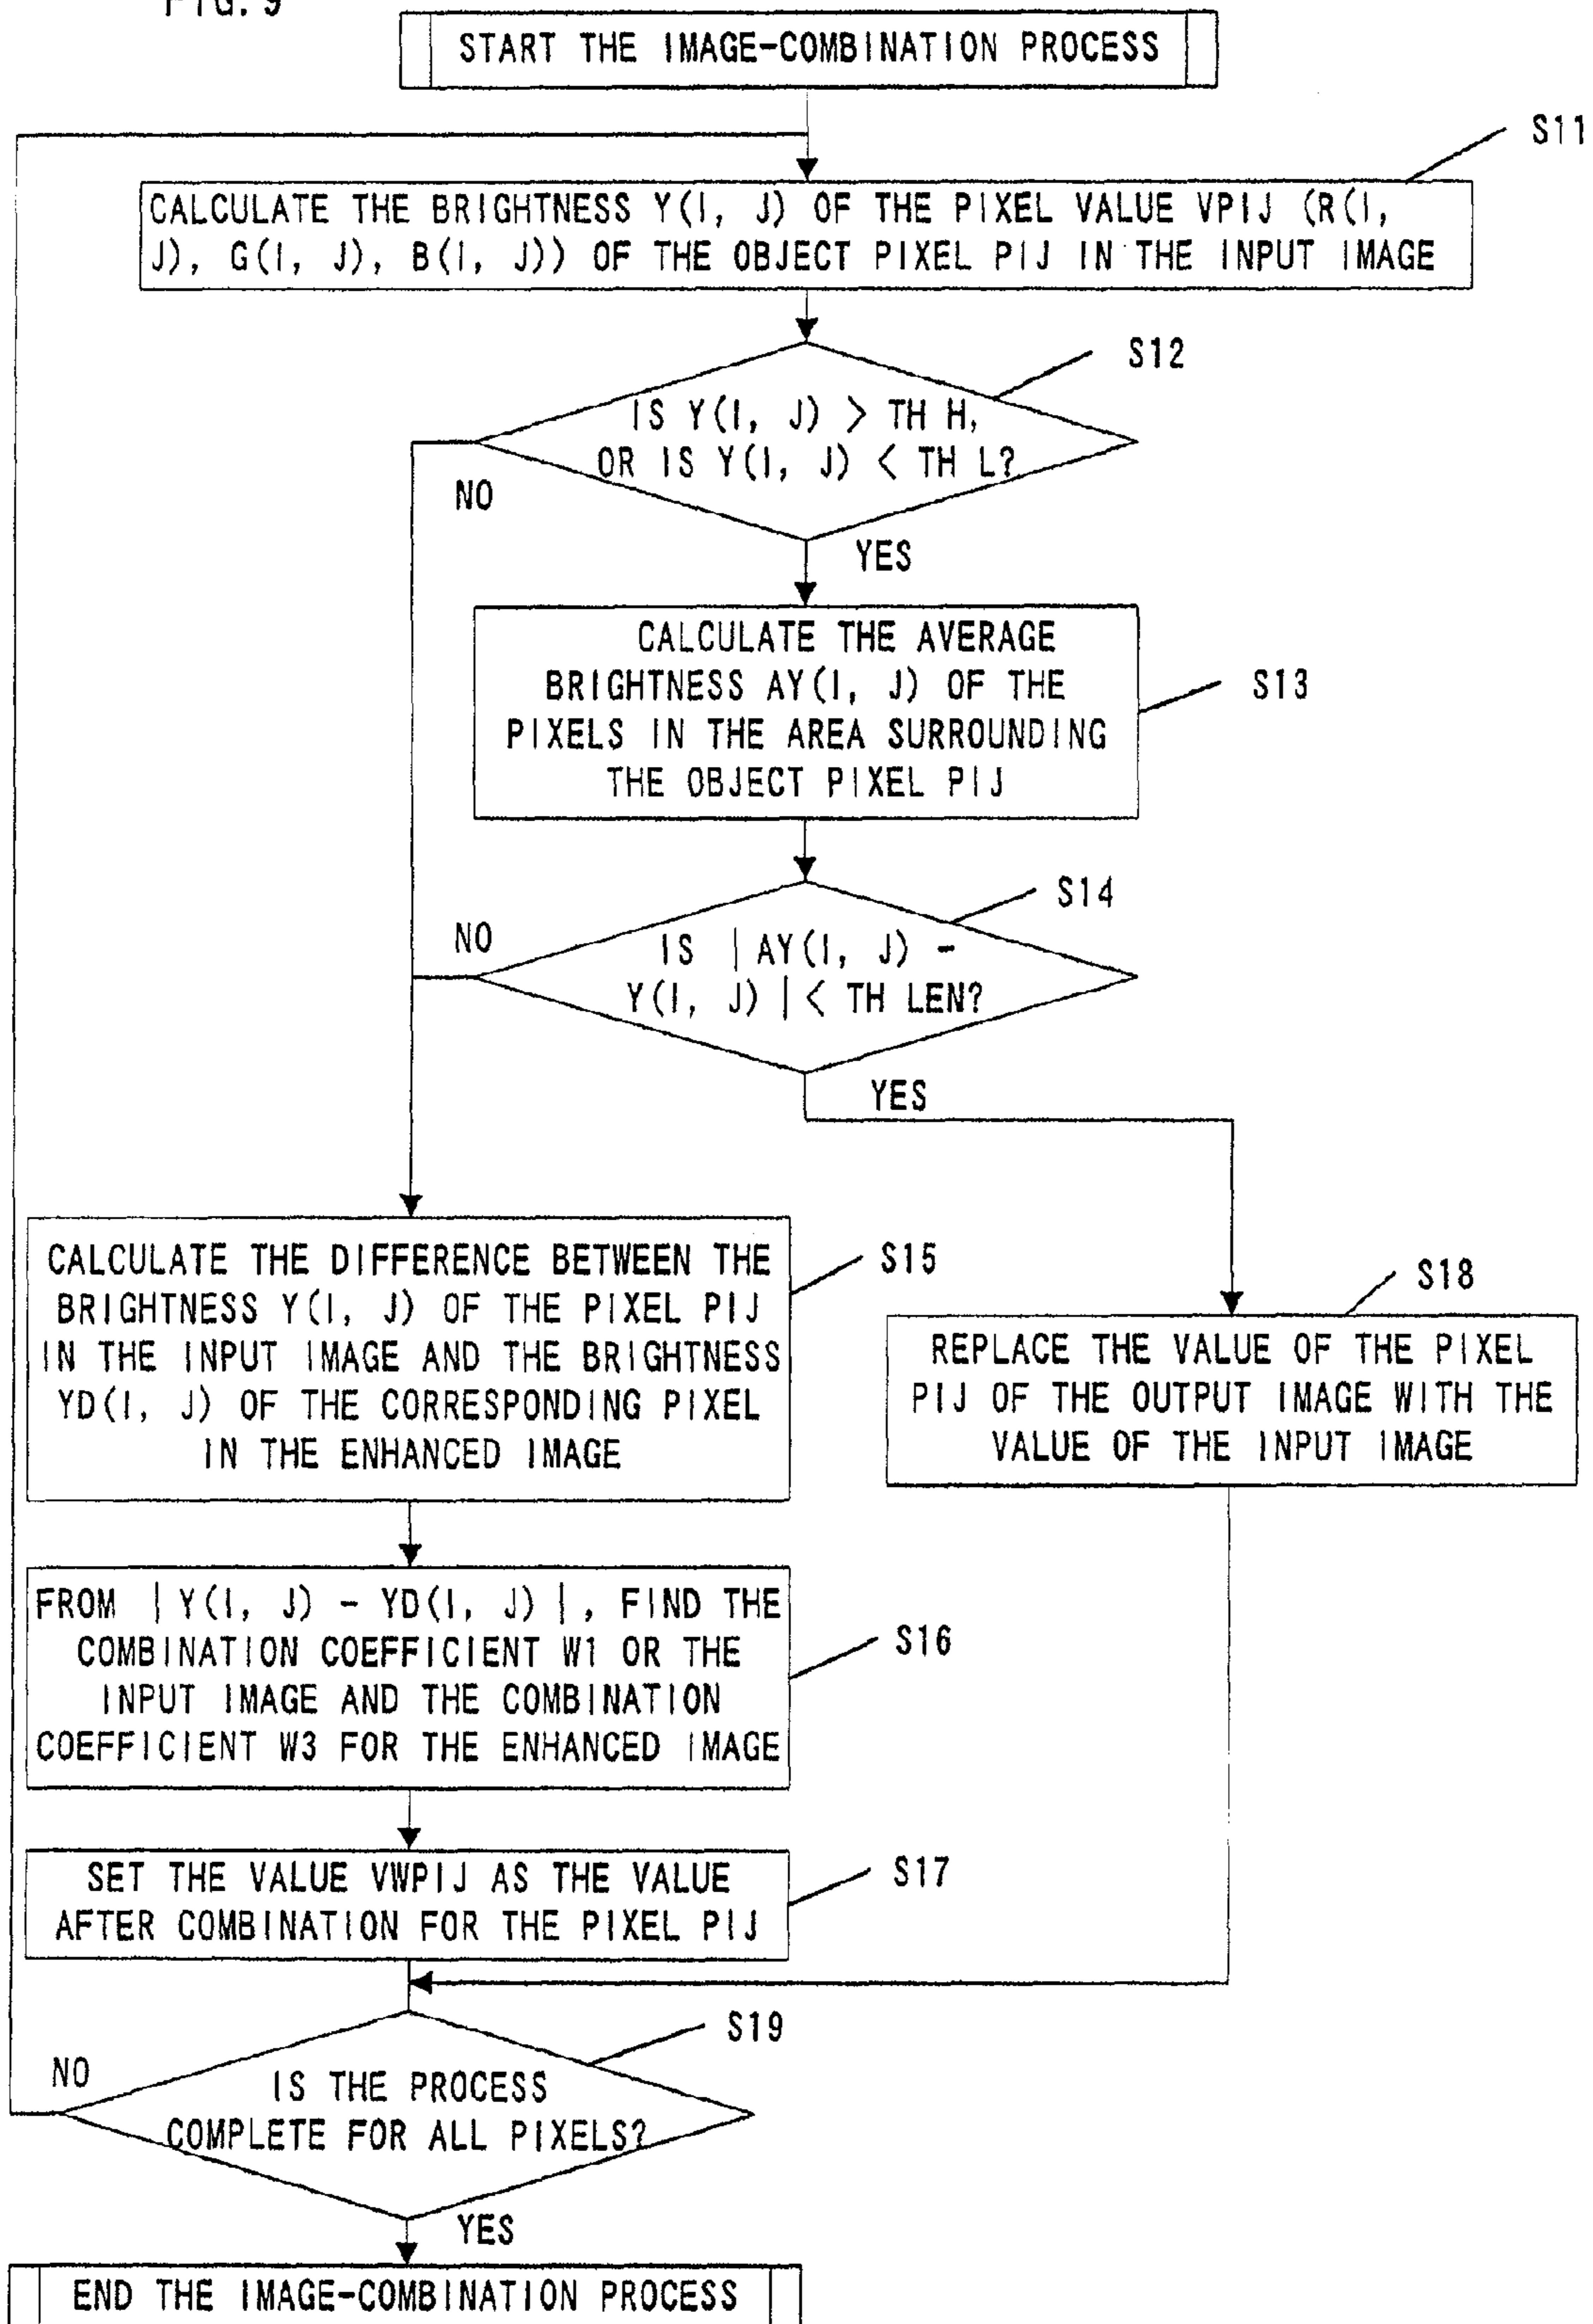 FIG. 9
START THE IMAGE-COMBINATION PROCESS
S11
CALCULATE THE BRIGHTNESS Y(I, J) OF THE PIXEL VALUE VPIJ (R(I,
J), G(I, J), B(I, J)) OF THE OBJECT PIXEL PIJ IN THE INPUT IMAGE
S12
IS Y(I, J) > TH H,
OR IS Y(I, J) < TH L?
NO
YES
CALCULATE THE AVERAGE
BRIGHTNESS AY(I, J) OF THE
PIXELS IN THE AREA SURROUNDING
THE OBJECT PIXEL PIJ
S13
S14
NO
IS | AY(I, J) -
Y(I, J) | < TH LEN?
YES
CALCULATE THE DIFFERENCE BETWEEN THE
BRIGHTNESS Y(I, J) OF THE PIXEL PIJ
IN THE INPUT IMAGE AND THE BRIGHTNESS
YD(I, J) OF THE CORRESPONDING PIXEL
IN THE ENHANCED IMAGE
S15
S18
REPLACE THE VALUE OF THE PIXEL
PIJ OF THE OUTPUT IMAGE WITH THE
VALUE OF THE INPUT IMAGE
FROM | Y(I, J) - YD(I, J) |, FIND THE
COMBINATION COEFFICIENT W1 OR THE
INPUT IMAGE AND THE COMBINATION
COEFFICIENT W3 FOR THE ENHANCED IMAGE
S16
SET THE VALUE VWPIJ AS THE VALUE
AFTER COMBINATION FOR THE PIXEL PIJ
S17
S19
NO
IS THE PROCESS
COMPLETE FOR ALL PIXELS?
YES
END THE IMAGE-COMBINATION PROCESS